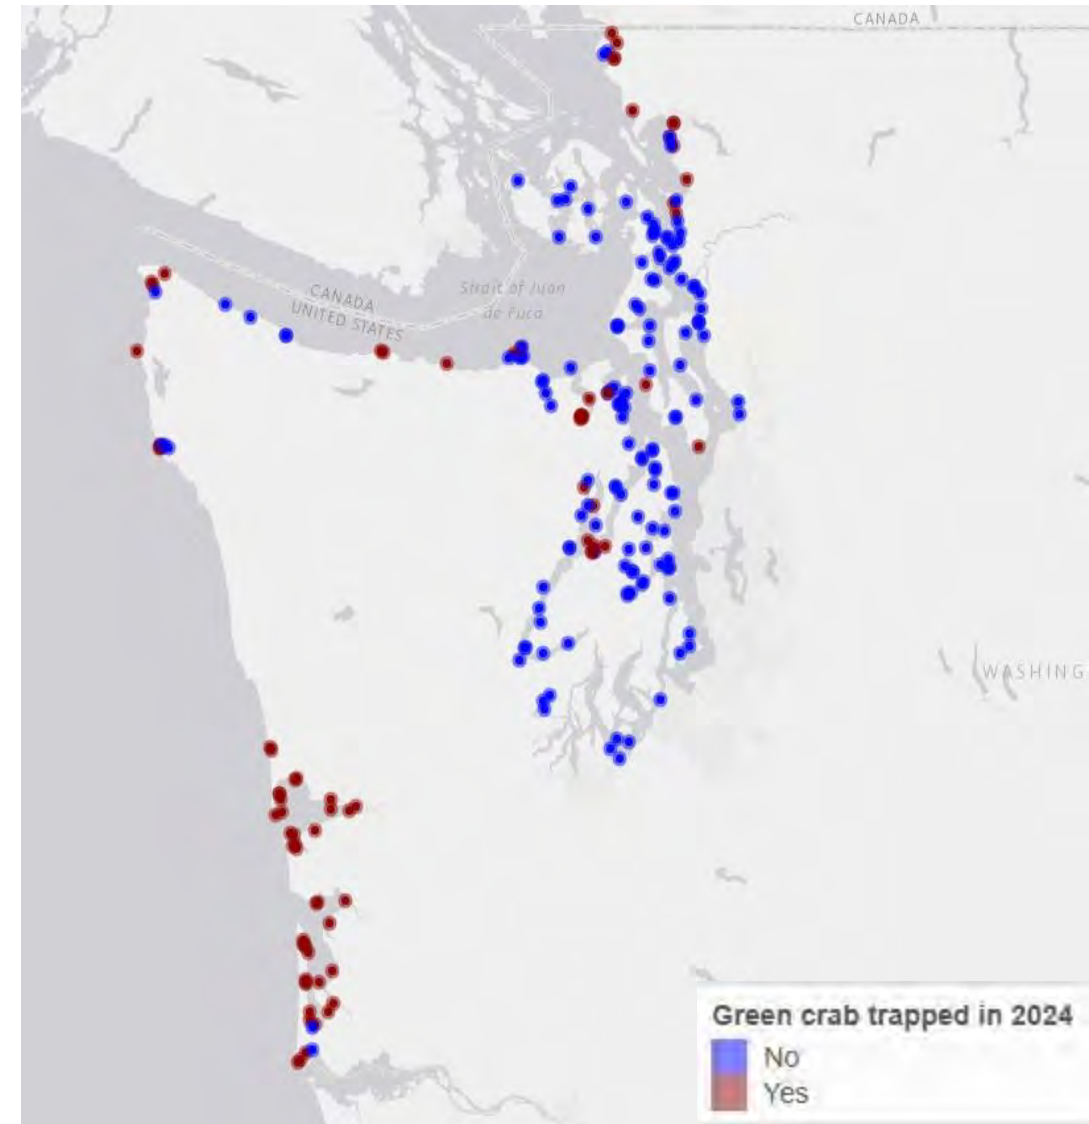 CANADA
CANADA
UNITED STATES
Strait of Juan
de Fuca
WASHING
Green crab trapped in 2024
No
Yes